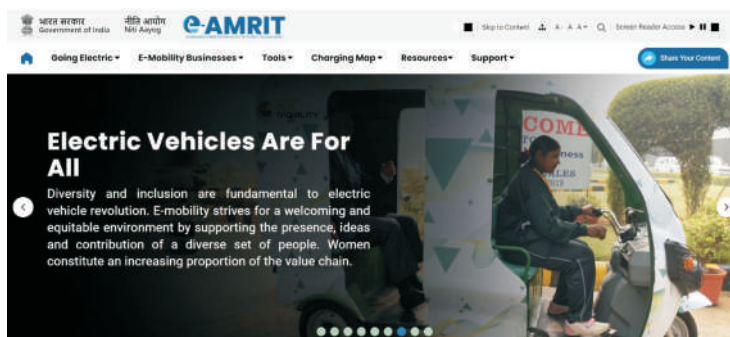 भारत सरकार
Government of India
नीति आयोग
NITI Aayog
e-AMRIT
Skip to Content A- A A+ Screen Reader Access
Going Electric E-Mobility Businesses Tools Charging Map Resources Support
Share Your Content
Electric Vehicles Are For
All
Diversity and inclusion are fundamental to electric
vehicle revolution. E-mobility strives for a welcoming and
equitable environment by supporting the presence, ideas
and contribution of a diverse set of people. Women
constitute an increasing proportion of the value chain.
COME